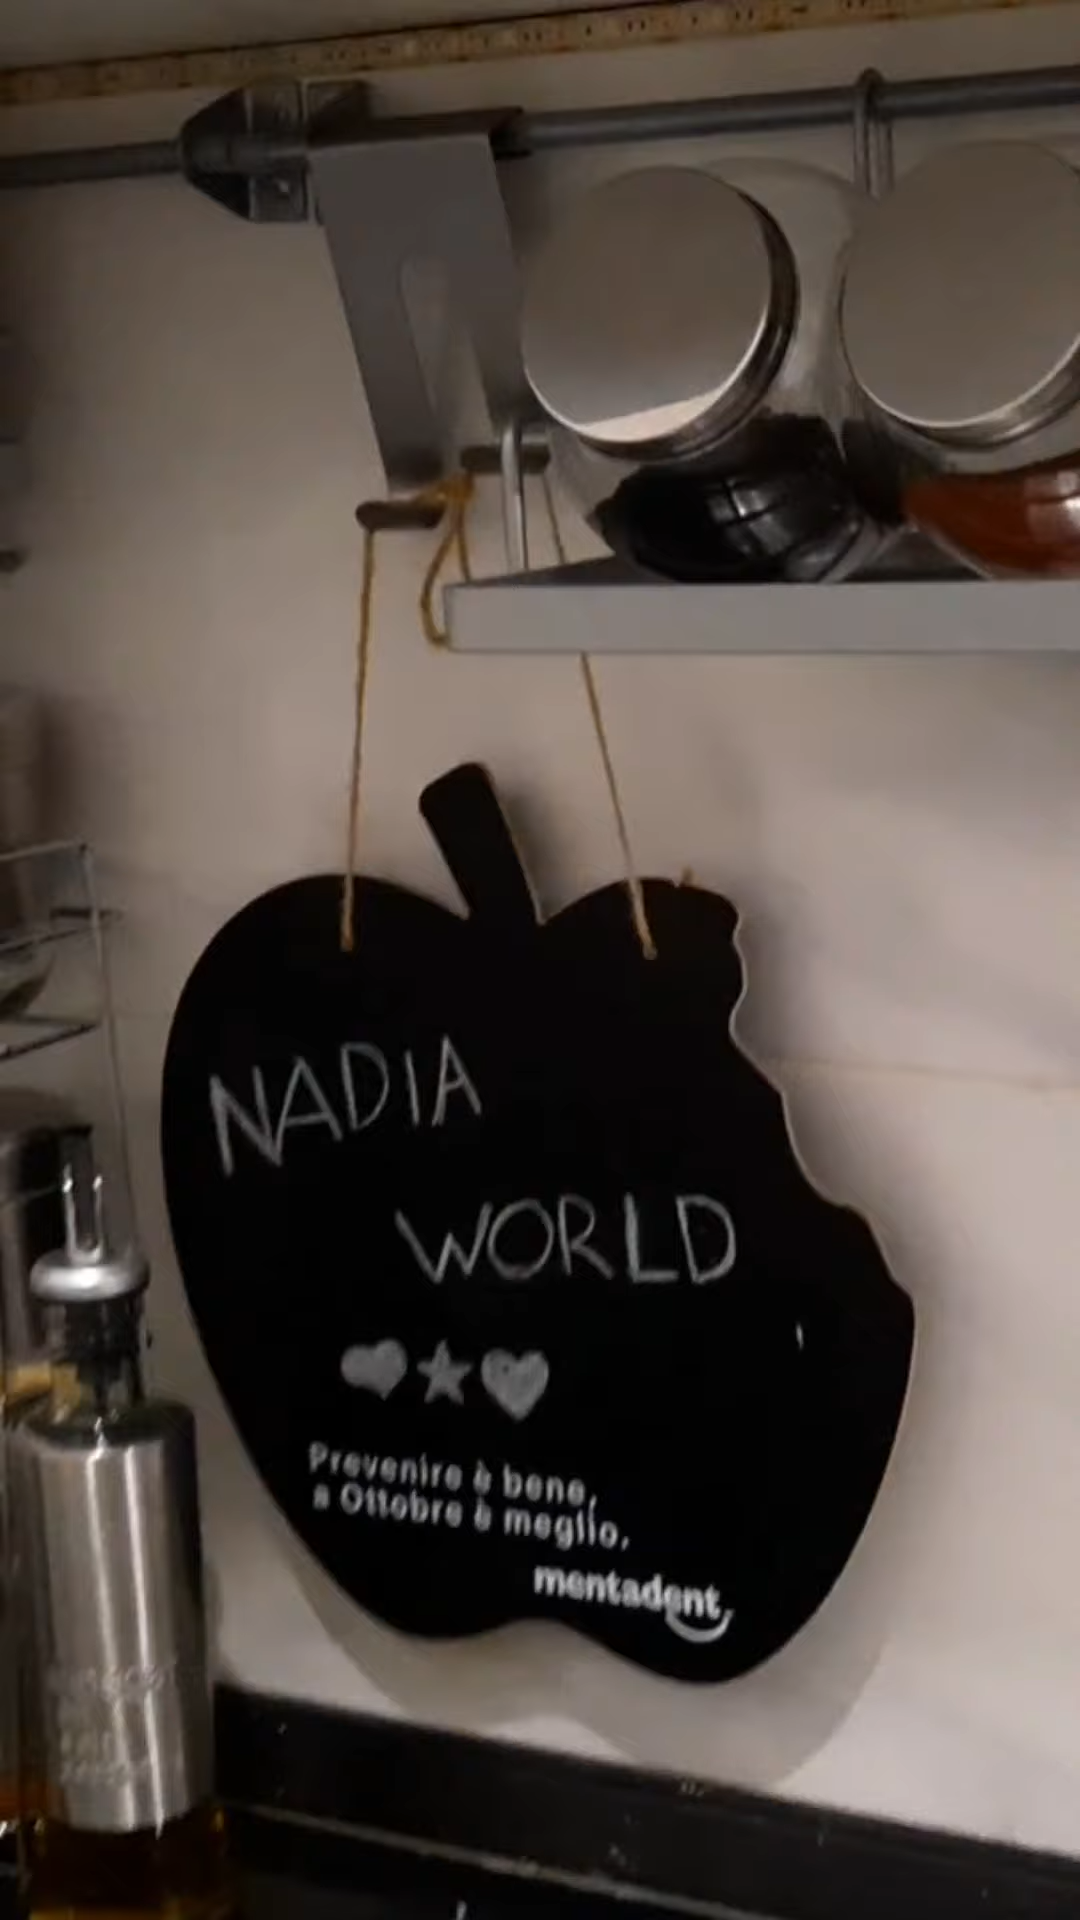 NADIA
WORLD
Prevenire è bene,
a Ottobre è meglio.
mentadent